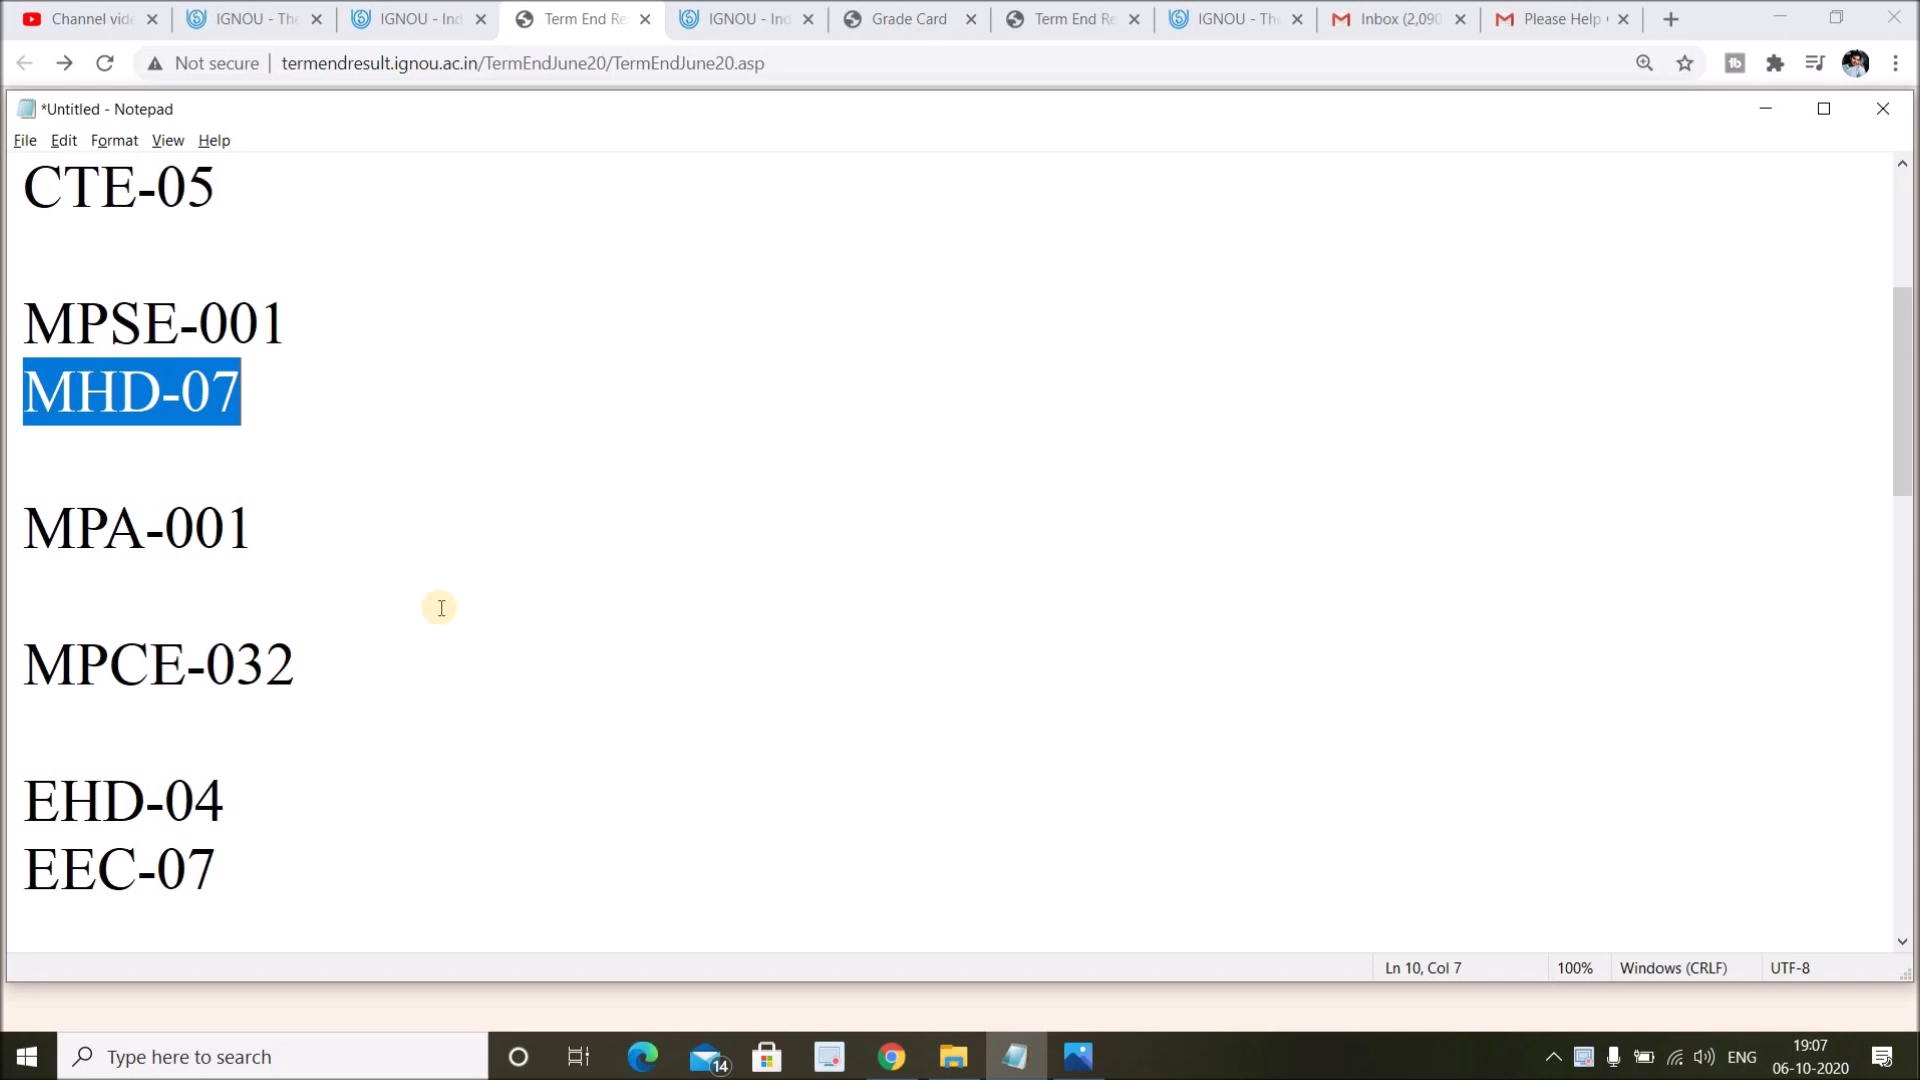 Channel vide
IGNOU - The
IGNOU - Ind
Term End Re
IGNOU - Ind
Grade Card
Term End Re
IGNOU - The
Inbox (2,090
Please Help
Not secure | termendresult.ignou.ac.in/TermEndJune20/TermEndJune20.asp
*Untitled - Notepad
File Edit Format View Help
CTE-05
MPSE-001
MHD-07
MPA-001
MPCE-032
EHD-04
EEC-07
Ln 10, Col 7 100% Windows (CRLF) UTF-8
Type here to search
14
ENG
19:07
06-10-2020